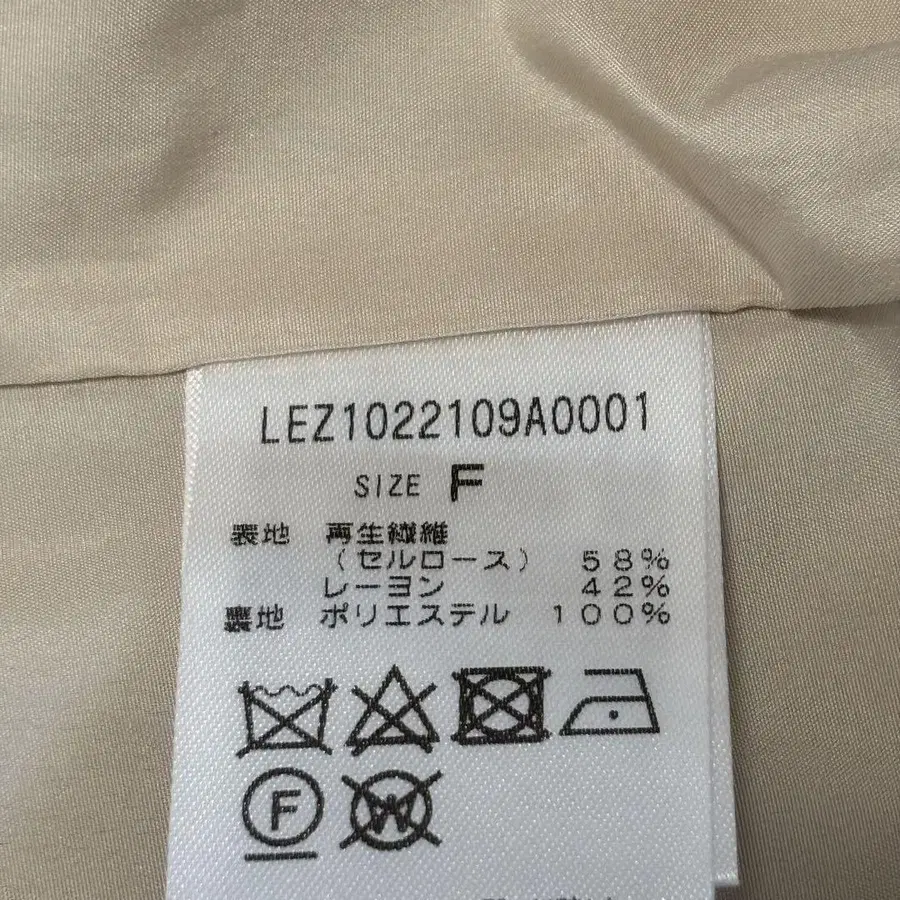 LEZ1022109A0001
SIZE F
表地 再生繊維
(セルロース) 58%
レーヨン 42%
裏地 ポリエステル 100%
F
W